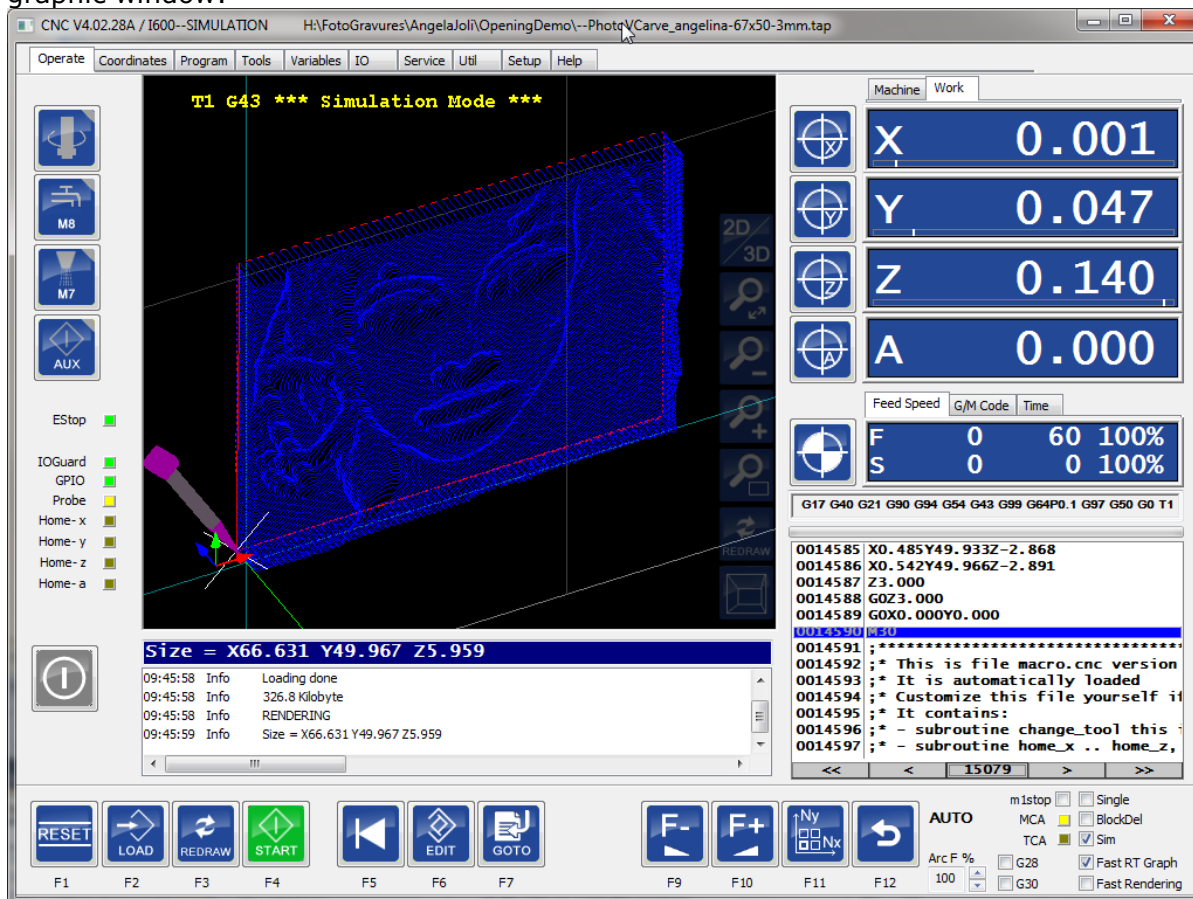 graphic window.
CNC V4.02.28A / I600--SIMULATION H:\FotoGravures\AngelaJoli\OpeningDemo\--PhotoVCarve_angelina-67x50-3mm.tap
Operate Coordinates Program Tools Variables IO Service Util Setup Help
T1 G43 *** Simulation Mode ***
Machine Work
X 0.001
Y 0.047
Z 0.140
A 0.000
M8
M7
AUX
2D/3D
REDRAW
EStop
IOGuard
GPIO
Probe
Home- x
Home- y
Home- z
Home- a
Feed Speed G/M Code Time
F 0 60 100%
S 0 0 100%
G17 G40 G21 G90 G94 G54 G43 G99 G64P0.1 G97 G50 G0 T1
0014585 X0.485Y49.933Z-2.868
0014586 X0.542Y49.966Z-2.891
0014587 Z3.000
0014588 G0Z3.000
0014589 G0X0.000Y0.000
0014590 M30
0014591 ;**********************************
0014592 ;* This is file macro.cnc version
0014593 ;* It is automatically loaded
0014594 ;* Customize this file yourself if
0014595 ;* It contains:
0014596 ;* - subroutine change_tool this
0014597 ;* - subroutine home_x .. home_z,
<< < 15079 > >>
Size = X66.631 Y49.967 Z5.959
09:45:58 Info Loading done
09:45:58 Info 326.8 Kilobyte
09:45:58 Info RENDERING
09:45:59 Info Size = X66.631 Y49.967 Z5.959
RESET LOAD REDRAW START EDIT GOTO F- F+ Ny Nx
F1 F2 F3 F4 F5 F6 F7 F9 F10 F11 F12
AUTO
Arc F %
100
m1stop Single
MCA BlockDel
TCA Sim
G28 Fast RT Graph
G30 Fast Rendering